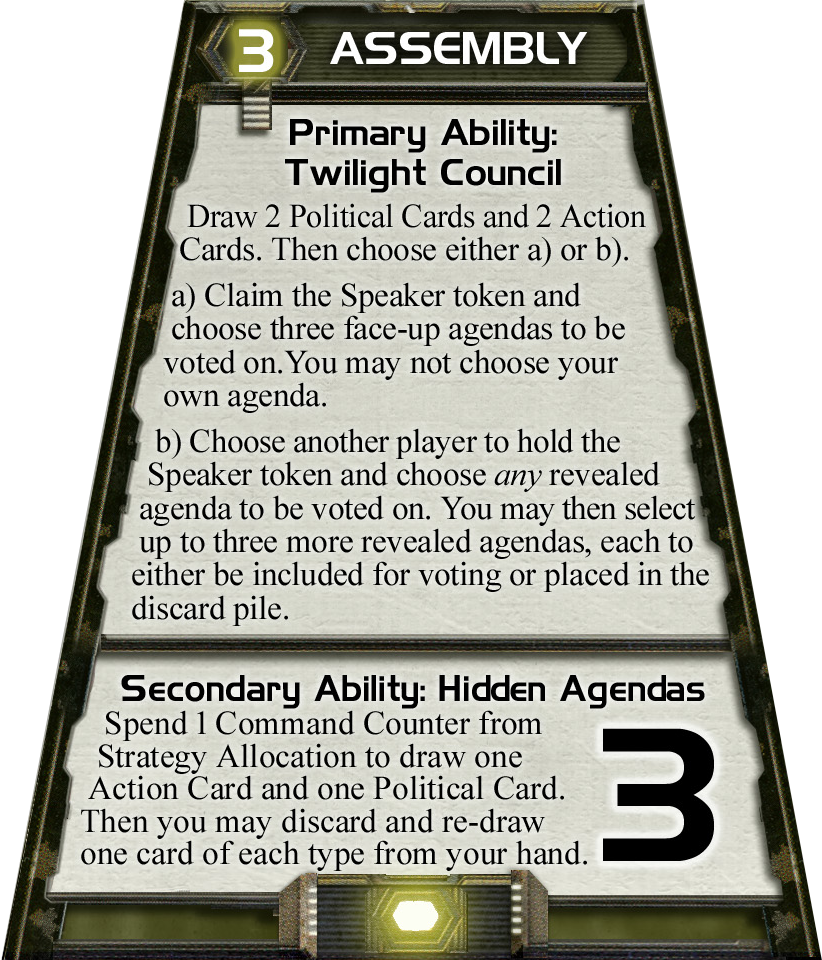 3 ASSEMBLY
Primary Ability:
Twilight Council
Draw 2 Political Cards and 2 Action
Cards. Then choose either a) or b).
a) Claim the Speaker token and
choose three face-up agendas to be
voted on.You may not choose your
own agenda.
b) Choose another player to hold the
Speaker token and choose any revealed
agenda to be voted on. You may then select
up to three more revealed agendas, each to
either be included for voting or placed in the
discard pile.
Secondary Ability: Hidden Agendas
Spend 1 Command Counter from
Strategy Allocation to draw one
Action Card and one Political Card.
Then you may discard and re-draw
one card of each type from your hand.
3